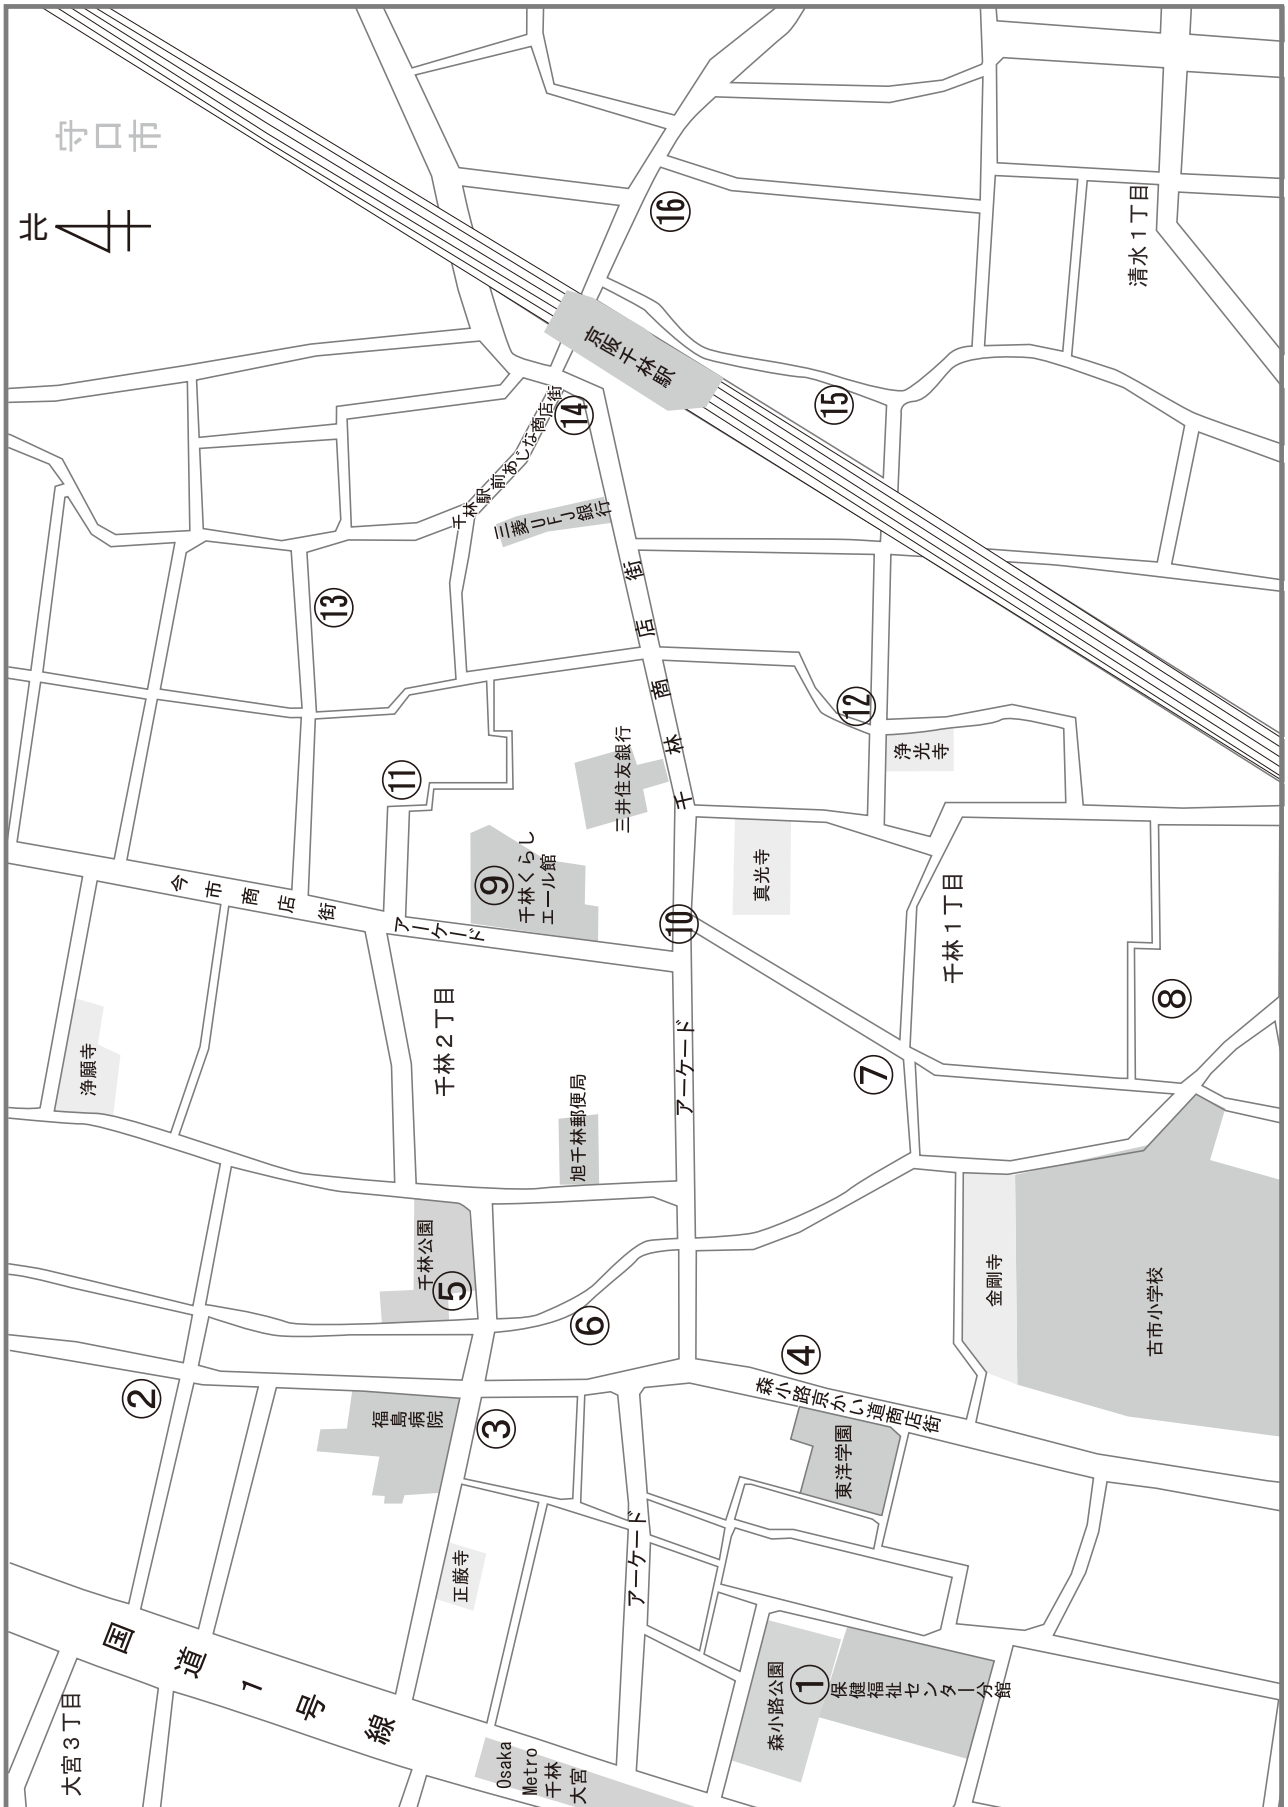 守口市
北
⑯
清水1丁目
京阪千林駅
⑮
⑭
千林駅前あじな商店街
三菱UFJ銀行
⑬
千林商店街
⑫
浄光寺
三井住友銀行
⑪
⑨
千林くらし
エール館
真光寺
今市商店街
アーケード
⑩
千林1丁目
⑧
千林2丁目
浄願寺
アーケード
⑦
旭千林郵便局
千林公園
⑤
⑥
金剛寺
古市小学校
④
森小路京かい道商店街
②
福島
病院
③
東洋学園
アーケード
正厳寺
国道1号線
大宮3丁目
森小路公園
①
保健福祉センター分館
Osaka
Metro
千林
大宮